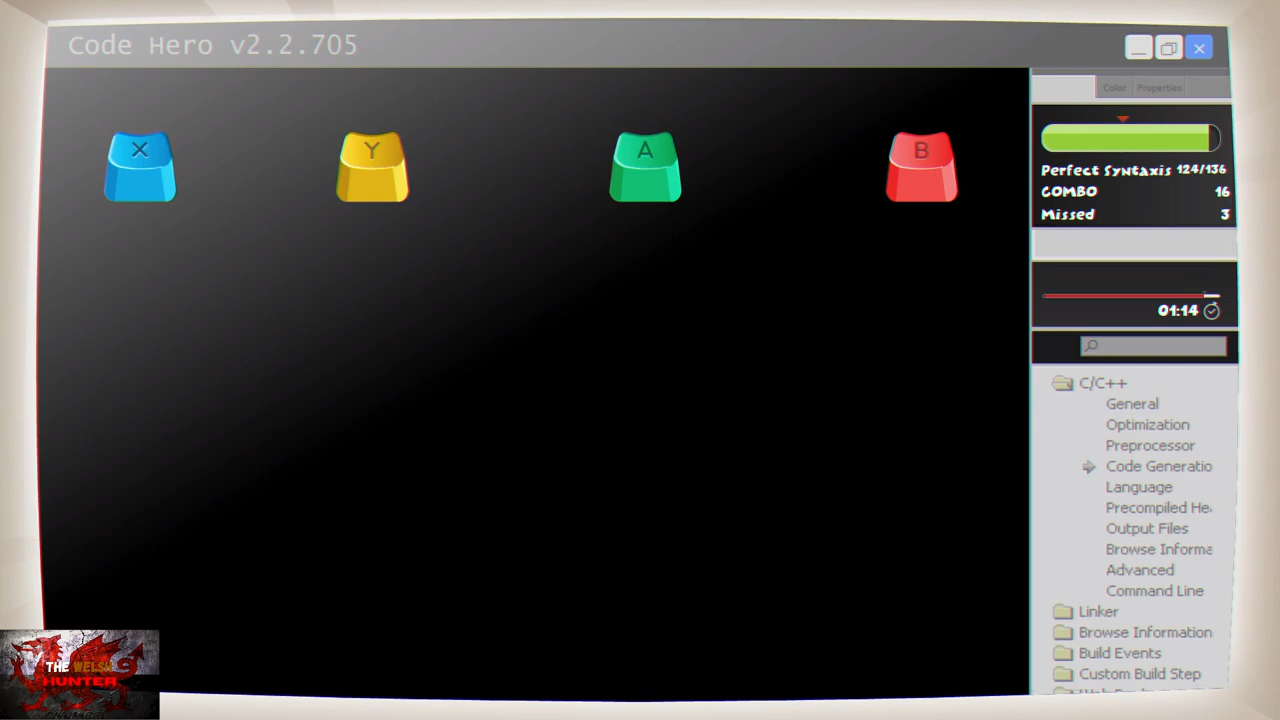 Code Hero v2.2.705
X Y A B
Color Properties
Perfect Syntaxis 124/136
COMBO 16
Missed 3
01:14
C/C++
General
Optimization
Preprocessor
Code Generatio
Language
Precompiled He
Output Files
Browse Informa
Advanced
Command Line
Linker
Browse Information
Build Events
Custom Build Step
THE WELSH
HUNTER